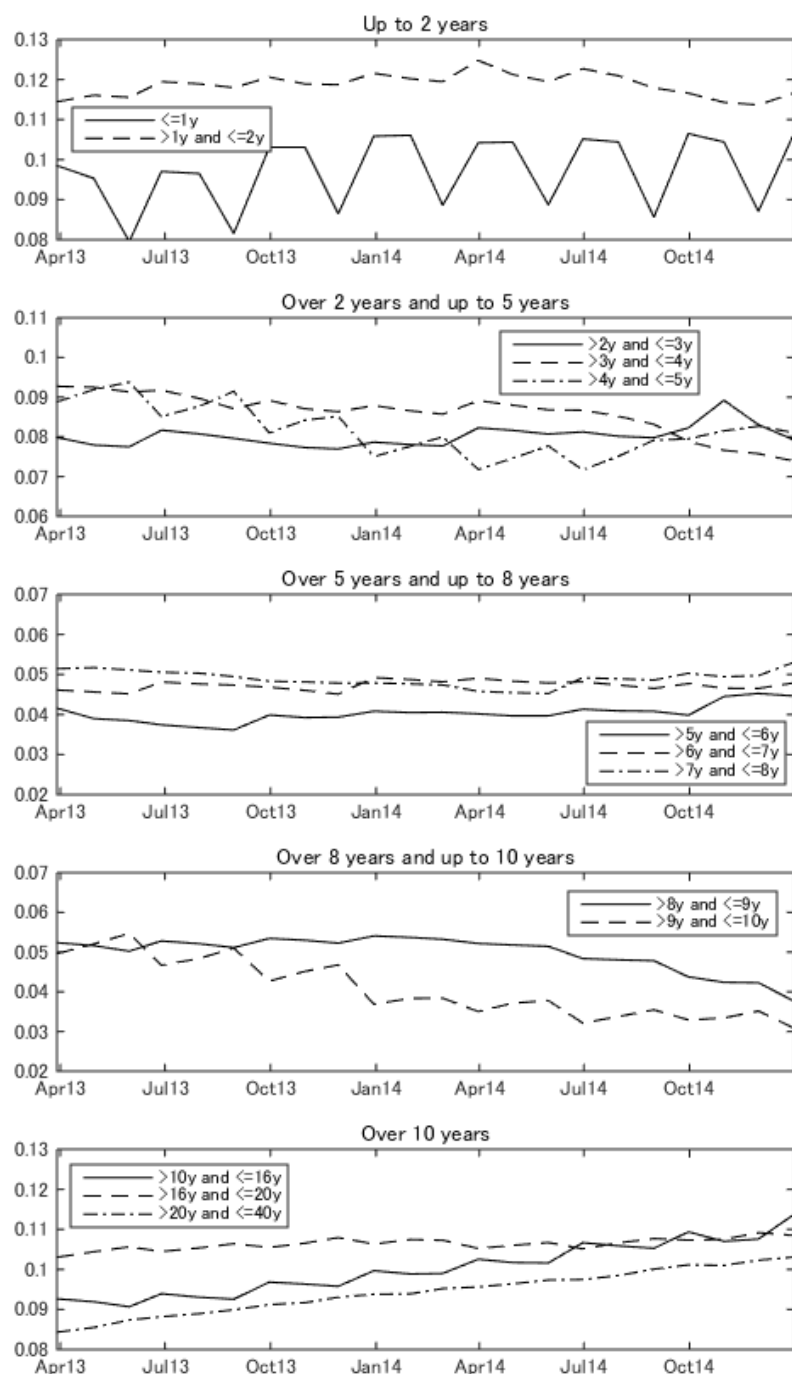 Up to 2 years
0.13
0.12
0.11
0.1
0.09
0.08
<=1y
>1y and <=2y
Apr13 Jul13 Oct13 Jan14 Apr14 Jul14 Oct14
Over 2 years and up to 5 years
0.11
0.1
0.09
0.08
0.07
0.06
>2y and <=3y
>3y and <=4y
>4y and <=5y
Apr13 Jul13 Oct13 Jan14 Apr14 Jul14 Oct14
Over 5 years and up to 8 years
0.07
0.06
0.05
0.04
0.03
0.02
>5y and <=6y
>6y and <=7y
>7y and <=8y
Apr13 Jul13 Oct13 Jan14 Apr14 Jul14 Oct14
Over 8 years and up to 10 years
0.07
0.06
0.05
0.04
0.03
0.02
>8y and <=9y
>9y and <=10y
Apr13 Jul13 Oct13 Jan14 Apr14 Jul14 Oct14
Over 10 years
0.13
0.12
0.11
0.1
0.09
0.08
>10y and <=16y
>16y and <=20y
>20y and <=40y
Apr13 Jul13 Oct13 Jan14 Apr14 Jul14 Oct14